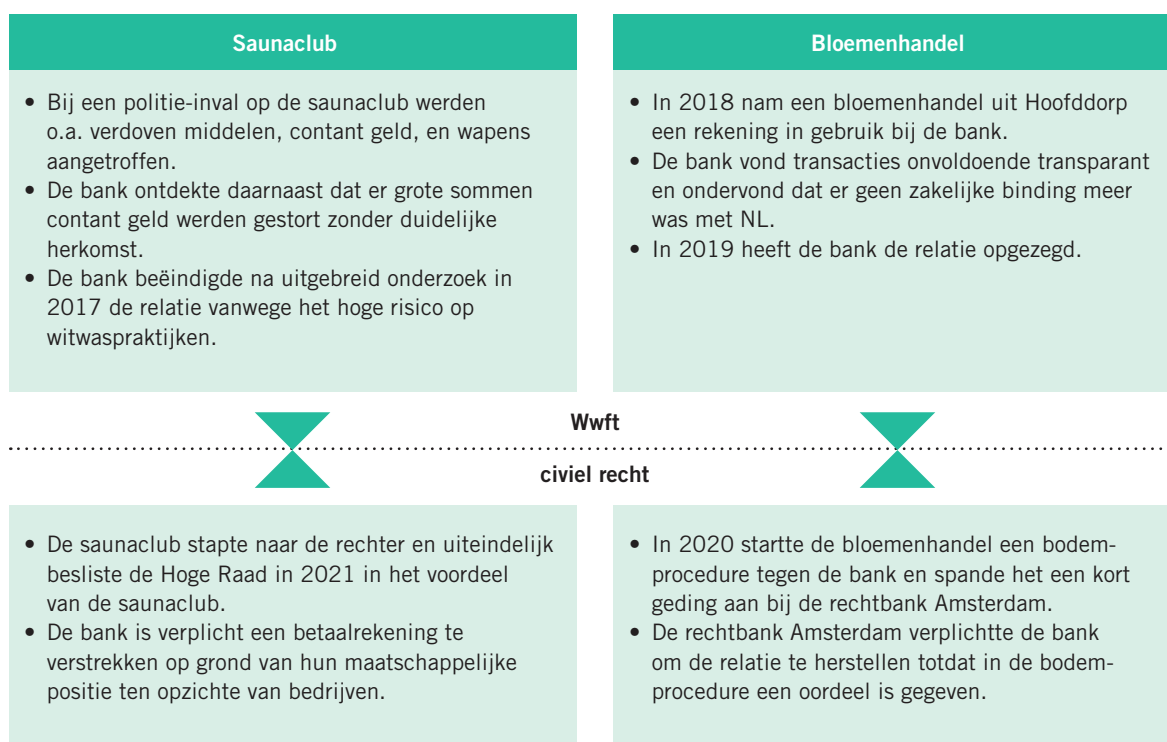 Saunaclub
• Bij een politie-inval op de saunaclub werden
o.a. verdoven middelen, contant geld, en wapens
aangetroffen.
• De bank ontdekte daarnaast dat er grote sommen
contant geld werden gestort zonder duidelijke
herkomst.
• De bank beëindigde na uitgebreid onderzoek in
2017 de relatie vanwege het hoge risico op
witwaspraktijken.
Bloemenhandel
• In 2018 nam een bloemenhandel uit Hoofddorp
een rekening in gebruik bij de bank.
• De bank vond transacties onvoldoende transparant
en ondervond dat er geen zakelijke binding meer
was met NL.
• In 2019 heeft de bank de relatie opgezegd.
Wwft
civiel recht
• De saunaclub stapte naar de rechter en uiteindelijk
besliste de Hoge Raad in 2021 in het voordeel
van de saunaclub.
• De bank is verplicht een betaalrekening te
verstrekken op grond van hun maatschappelijke
positie ten opzichte van bedrijven.
• In 2020 startte de bloemenhandel een bodem-
procedure tegen de bank en spande het een kort
geding aan bij de rechtbank Amsterdam.
• De rechtbank Amsterdam verplichtte de bank
om de relatie te herstellen totdat in de bodem-
procedure een oordeel is gegeven.